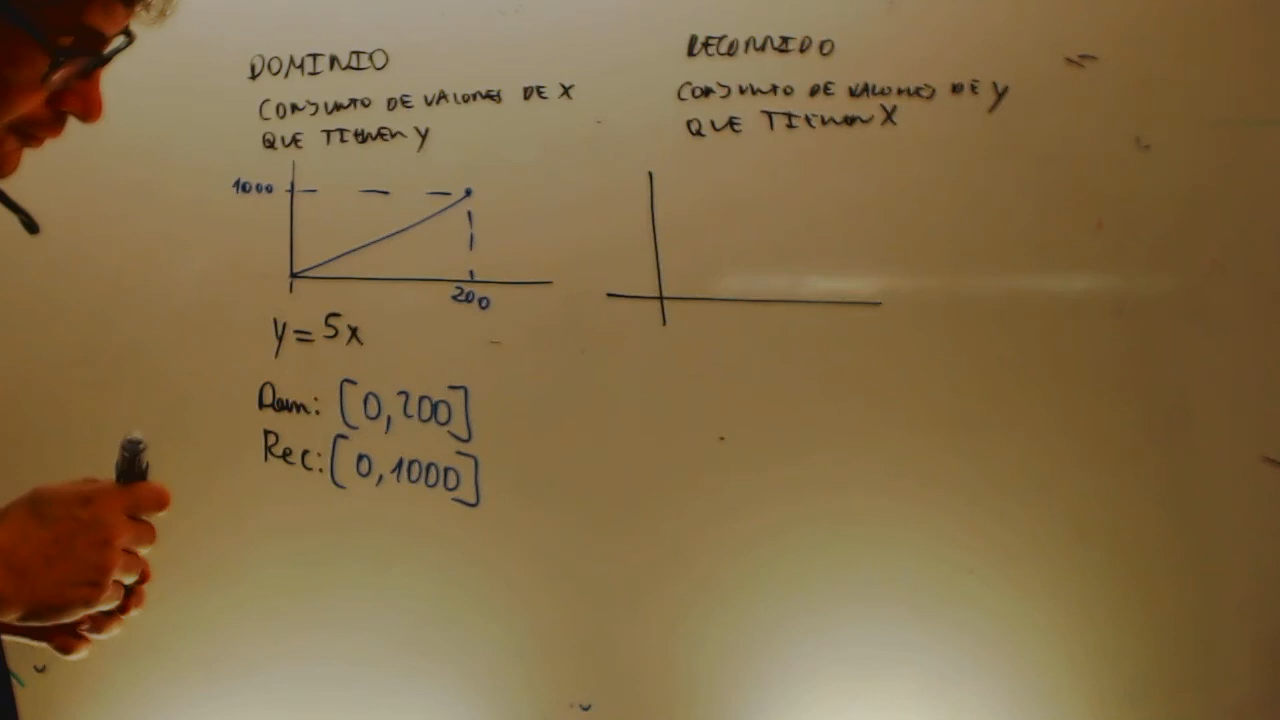 DOMINIO
CONJUNTO DE VALORES DE X
QUE TIENEN Y
1000
200
y = 5x
Dom: [0,200]
Rec: [0,1000]
RECORRIDO
CONJUNTO DE VALORES DE Y
QUE TIENEN X